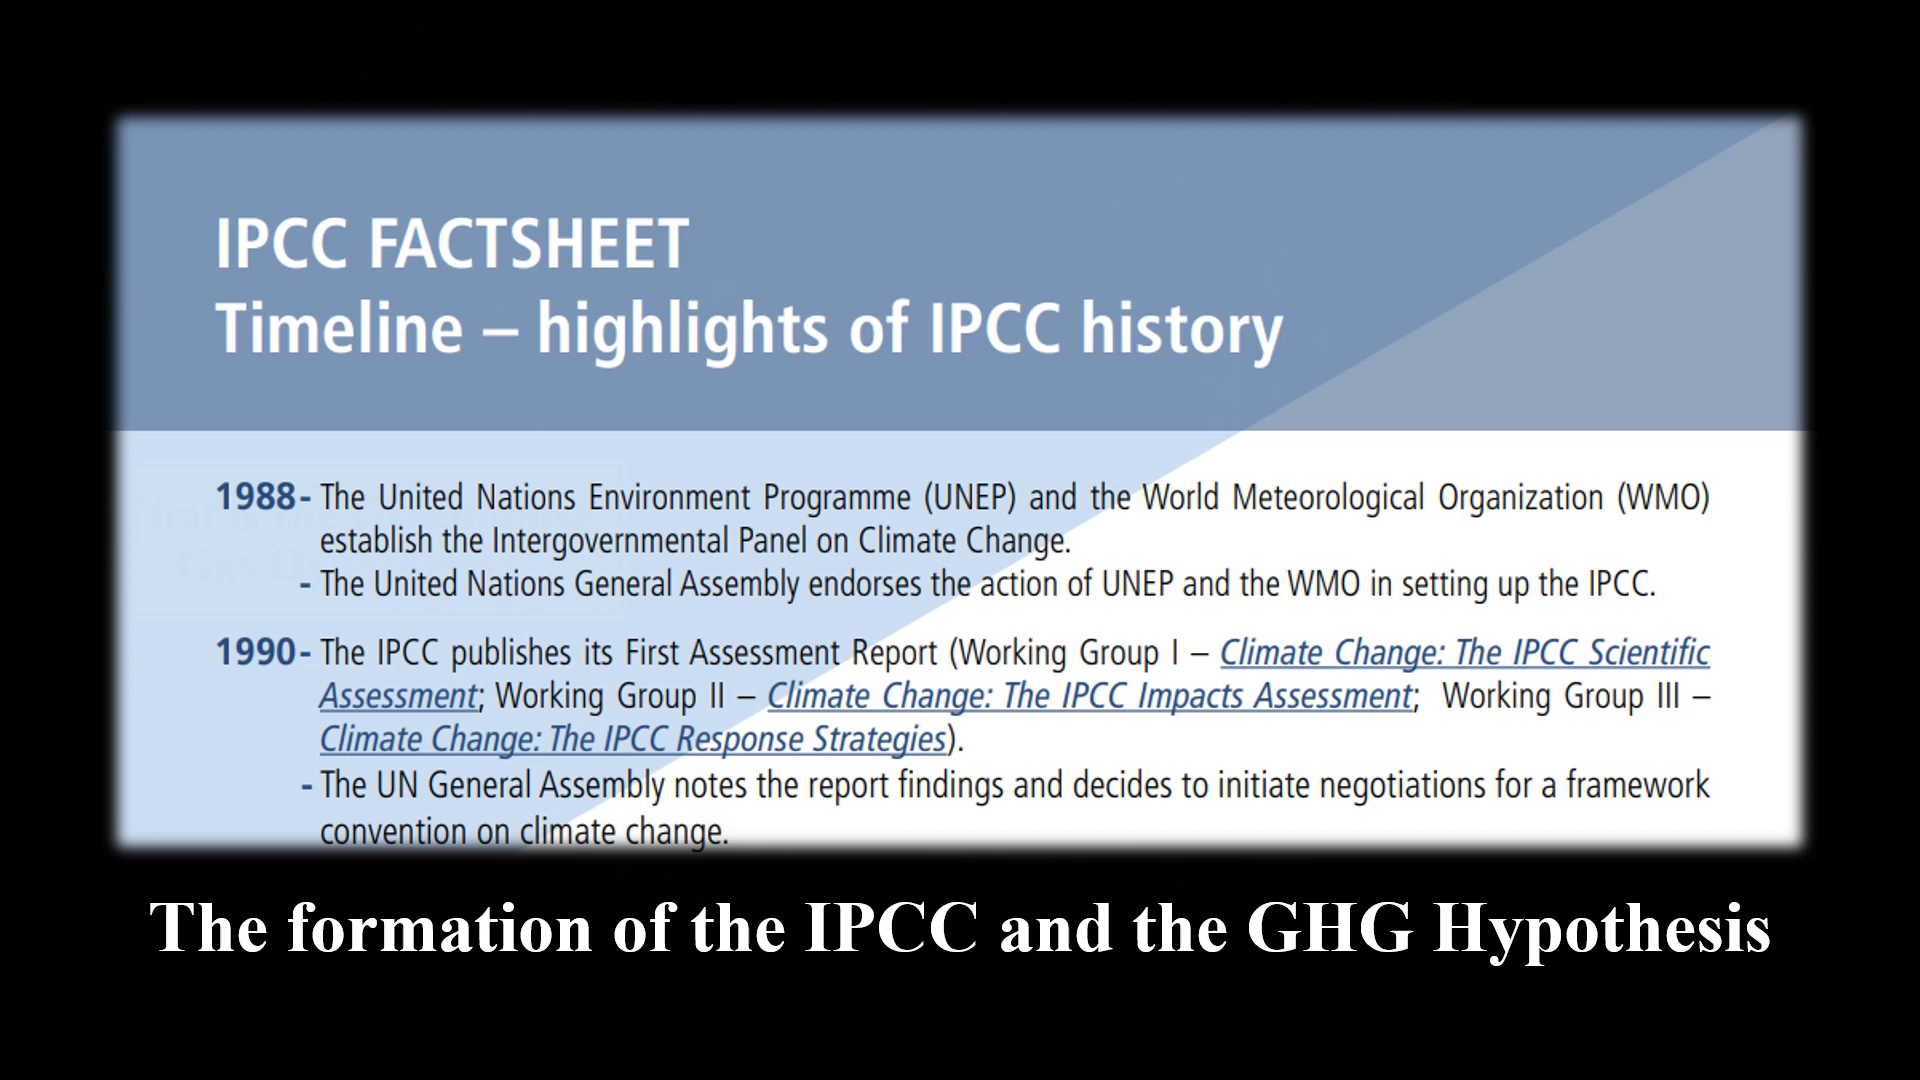 IPCC FACTSHEET
Timeline – highlights of IPCC history
1988- The United Nations Environment Programme (UNEP) and the World Meteorological Organization (WMO)
establish the Intergovernmental Panel on Climate Change.
- The United Nations General Assembly endorses the action of UNEP and the WMO in setting up the IPCC.
1990- The IPCC publishes its First Assessment Report (Working Group I – Climate Change: The IPCC Scientific
Assessment; Working Group II – Climate Change: The IPCC Impacts Assessment; Working Group III –
Climate Change: The IPCC Response Strategies).
- The UN General Assembly notes the report findings and decides to initiate negotiations for a framework
convention on climate change.
The formation of the IPCC and the GHG Hypothesis